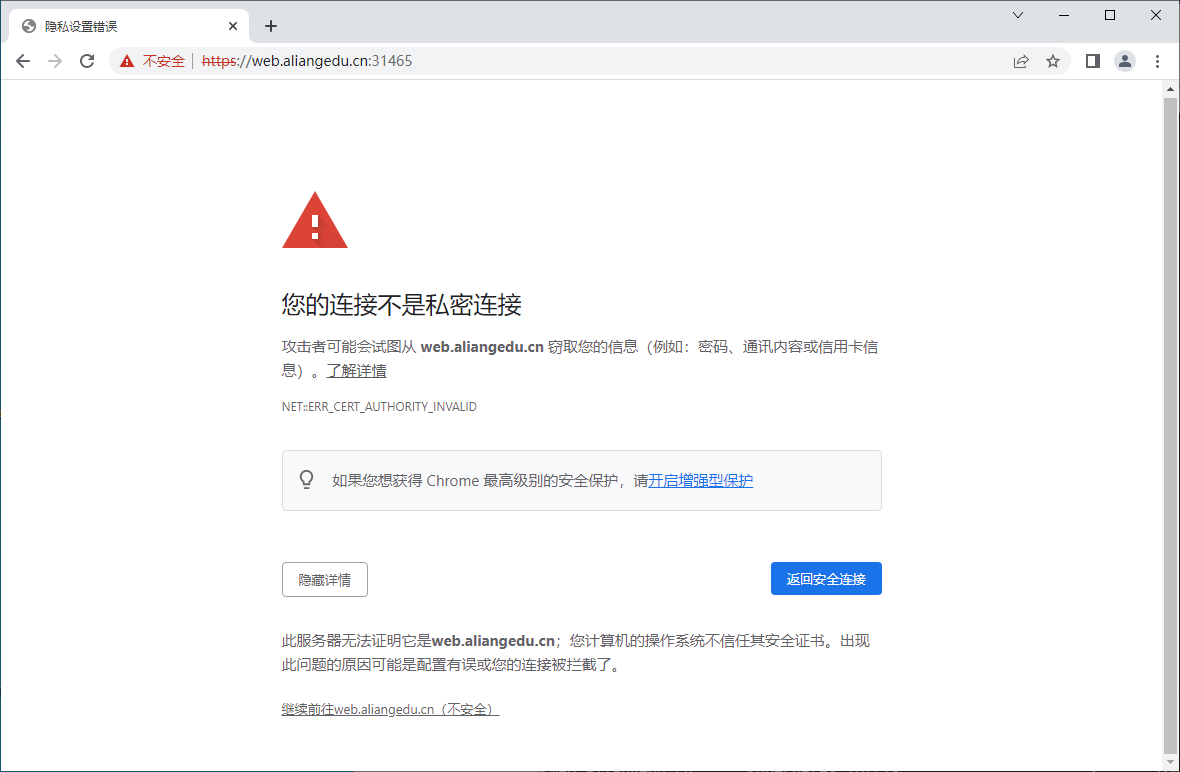 隐私设置错误
不安全 https://web.aliangedu.cn:31465
您的连接不是私密连接
攻击者可能会试图从 web.aliangedu.cn 窃取您的信息（例如：密码、通讯内容或信用卡信
息）。了解详情
NET::ERR_CERT_AUTHORITY_INVALID
如果您想获得 Chrome 最高级别的安全保护，请开启增强型保护
隐藏详情
返回安全连接
此服务器无法证明它是web.aliangedu.cn；您计算机的操作系统不信任其安全证书。出现
此问题的原因可能是配置有误或您的连接被拦截了。
继续前往web.aliangedu.cn（不安全）